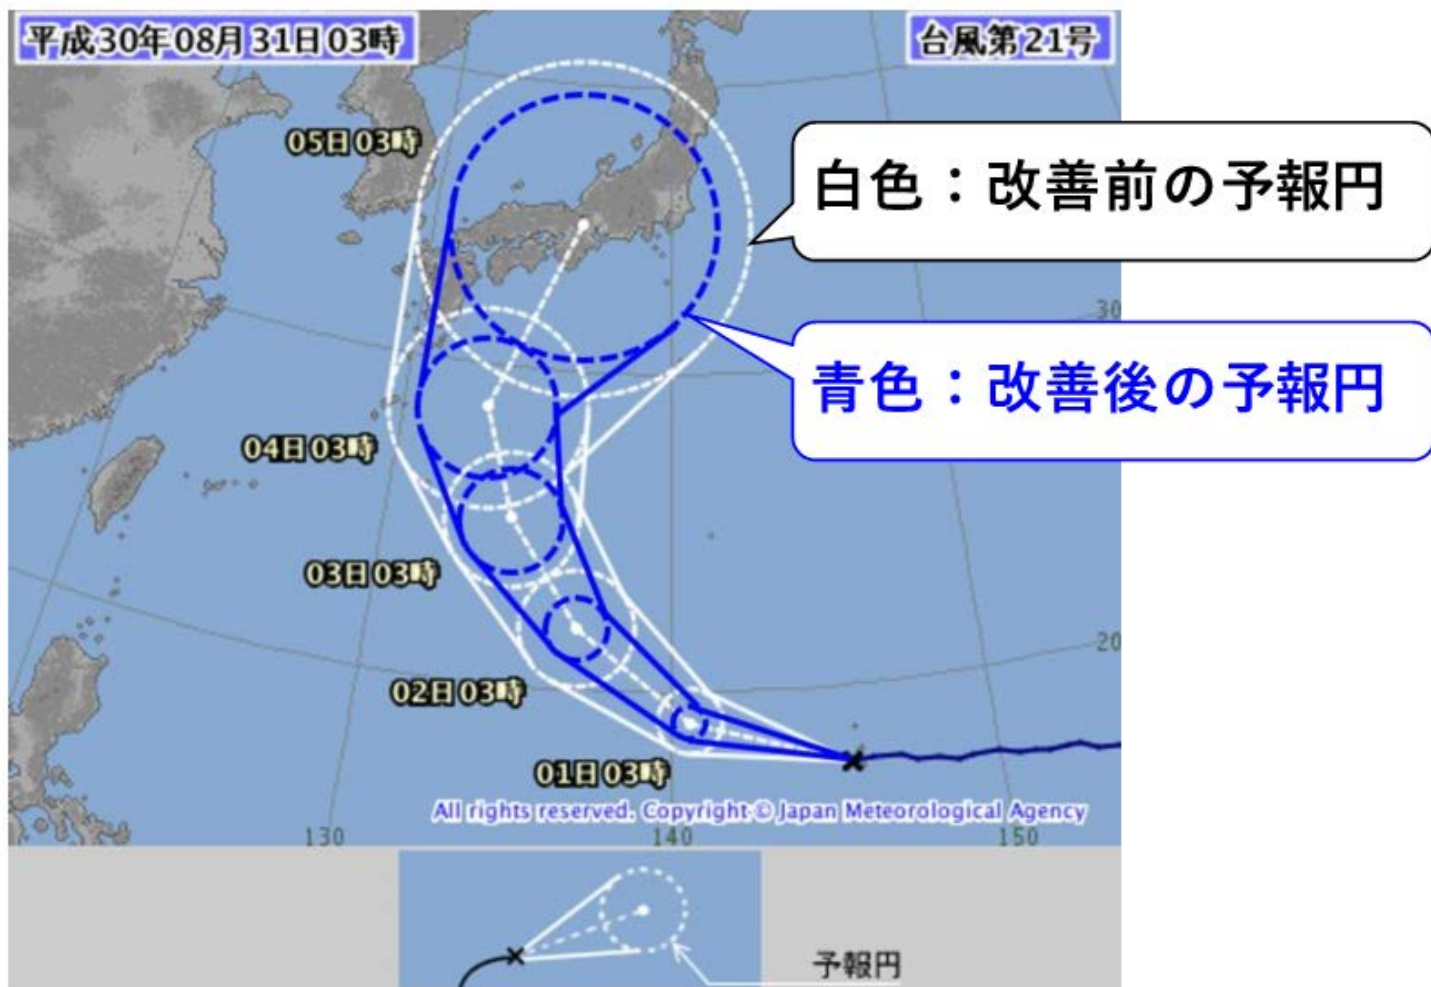 平成30年08月31日03時
台風第21号
05日03時
白色：改善前の予報円
30
青色：改善後の予報円
04日03時
03日03時
20
02日03時
01日03時
All rights reserved. Copyright © Japan Meteorological Agency
130
140
150
予報円